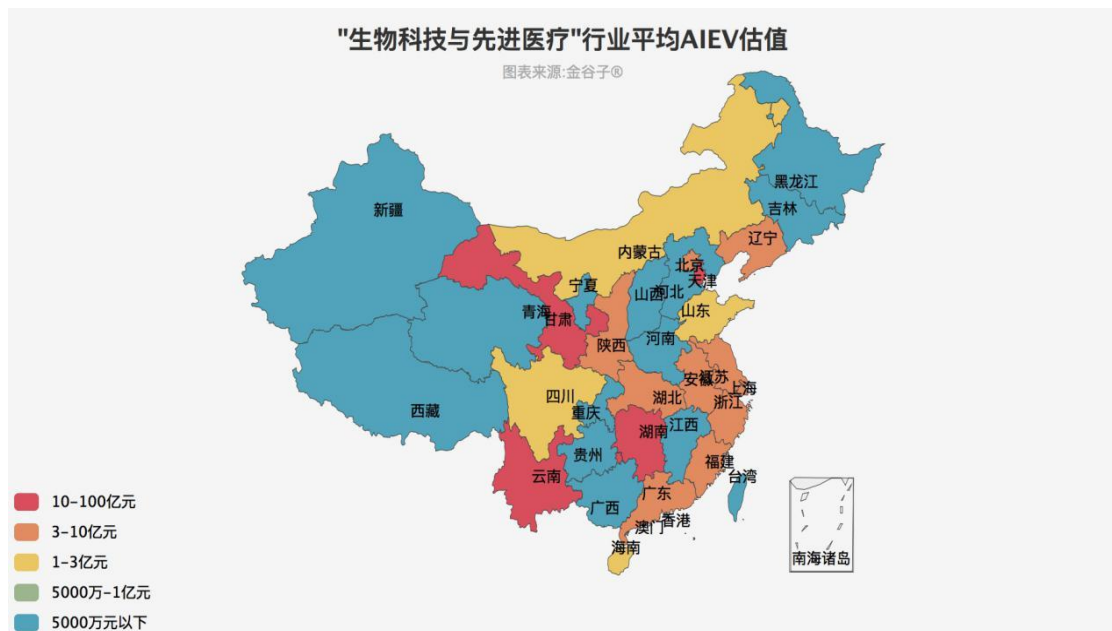 "生物科技与先进医疗"行业平均AIEV估值
图表来源:金谷子®
黑龙江
吉林
新疆
辽宁
内蒙古
北京
天津
宁夏
山西
河北
青海
甘肃
山东
陕西
河南
安徽
江苏
上海
四川
湖北
浙江
西藏
重庆
湖南
江西
贵州
福建
云南
台湾
广西
广东
香港
澳门
海南
南海诸岛
10-100亿元
3-10亿元
1-3亿元
5000万-1亿元
5000万元以下